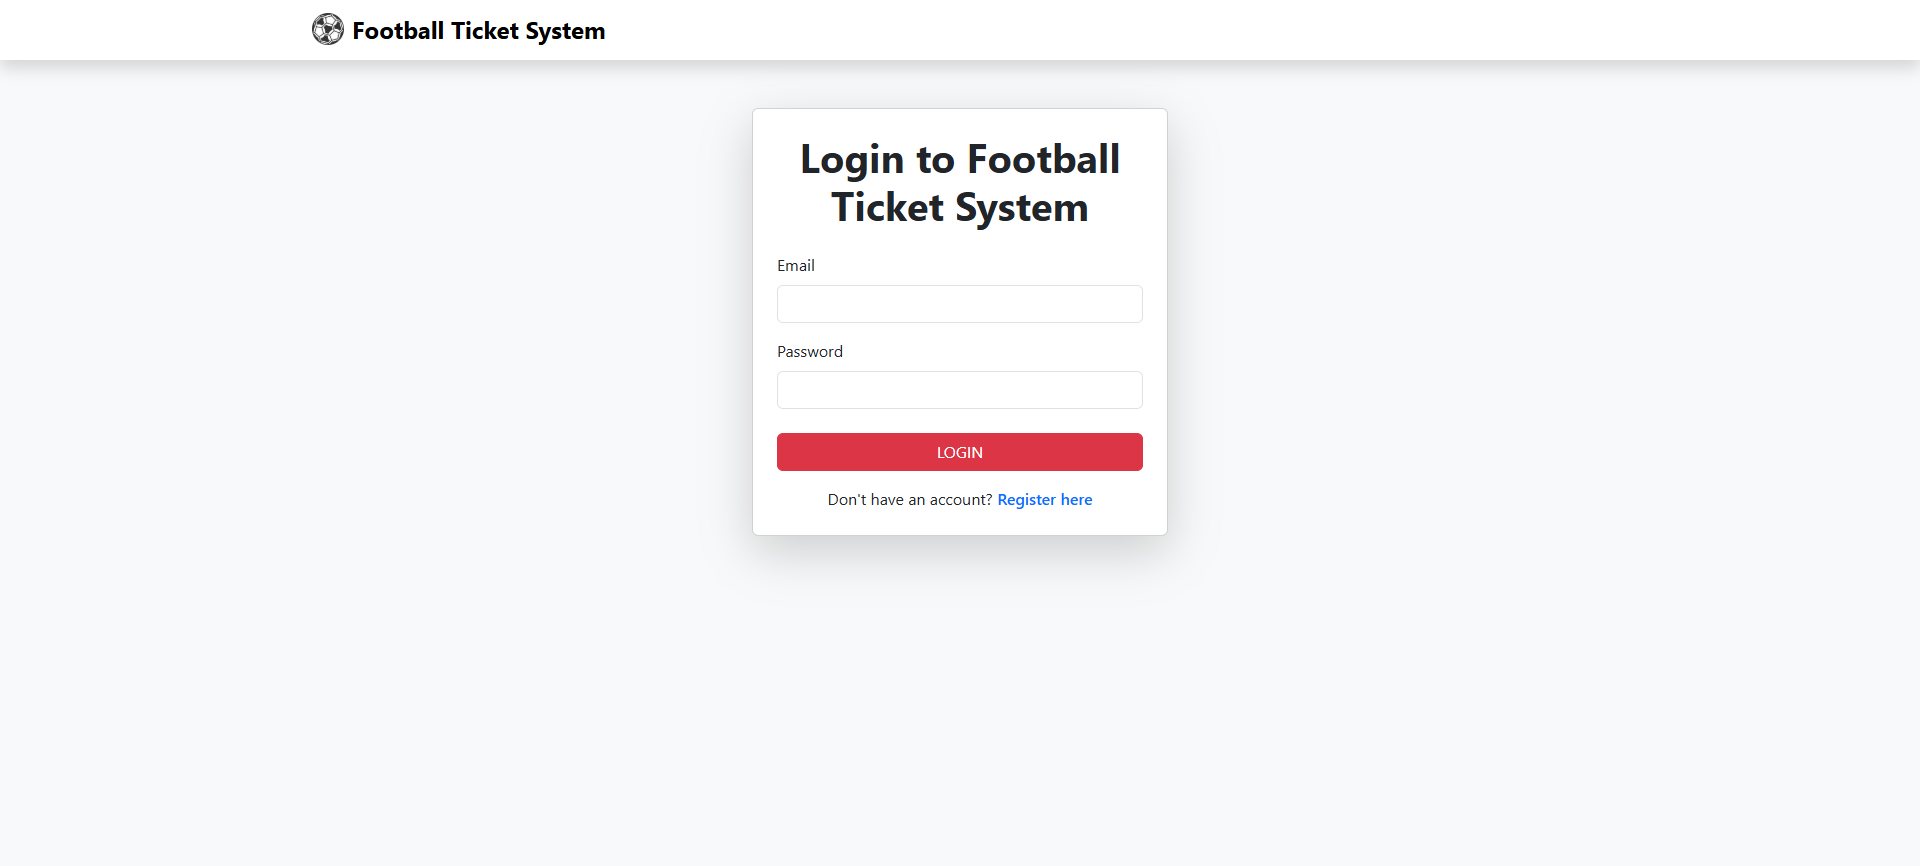 Football Ticket System
Login to Football
Ticket System
Email
Password
LOGIN
Don't have an account? Register here